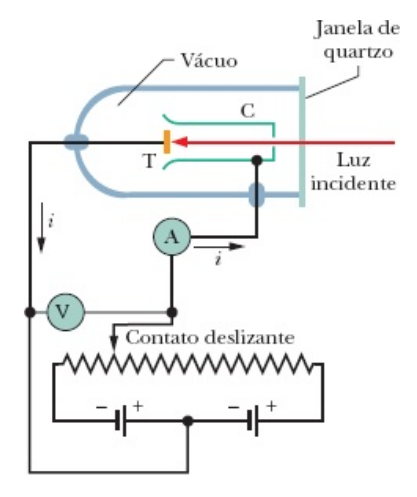 Janela de
quartzo
Vácuo
C
T
Luz
incidente
i
A
i
V
Contato deslizante
– + – +